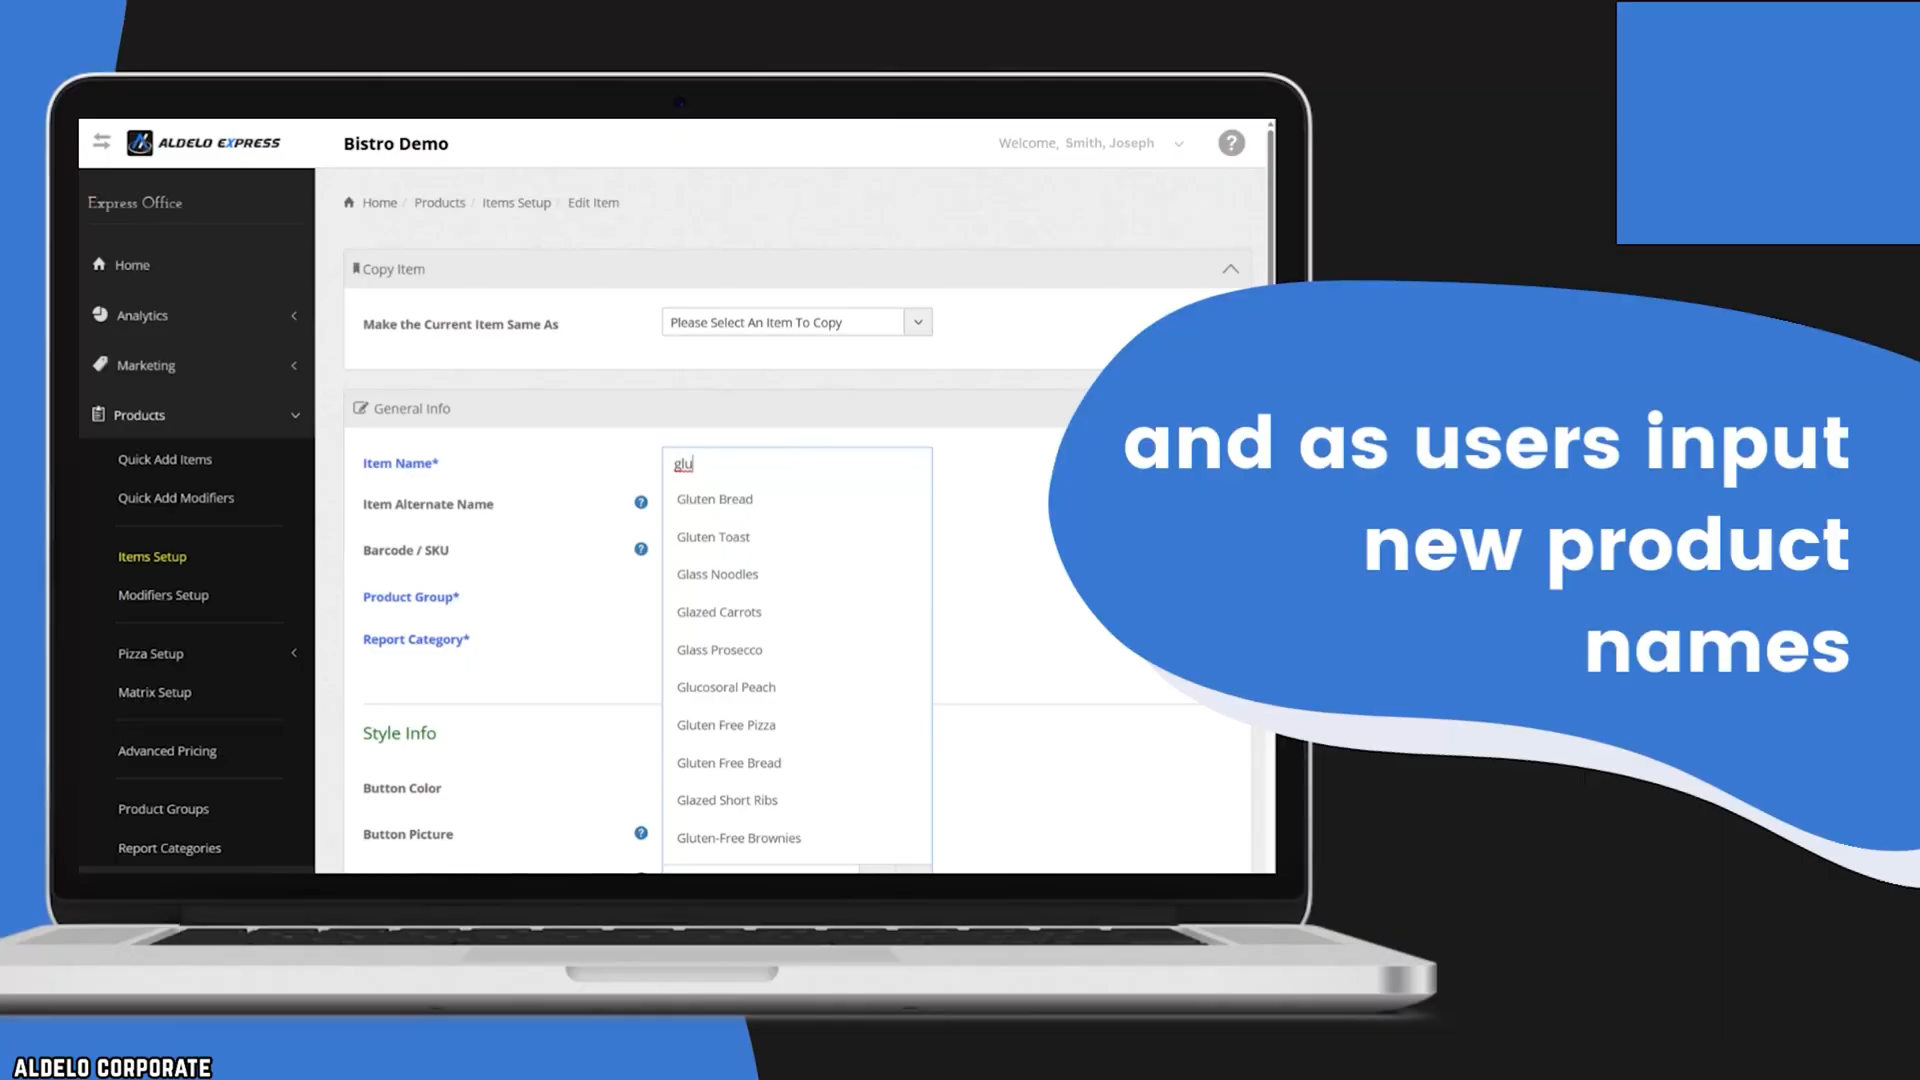 ALDELO EXPRESS
Bistro Demo
Welcome, Smith, Joseph
?
Express Office
Home
Analytics
Marketing
Products
Quick Add Items
Quick Add Modifiers
Items Setup
Modifiers Setup
Pizza Setup
Matrix Setup
Advanced Pricing
Product Groups
Report Categories
Home / Products / Items Setup / Edit Item
Copy Item
Make the Current Item Same As
Please Select An Item To Copy
General Info
Item Name*
glu
Item Alternate Name ?
Barcode / SKU ?
Product Group*
Report Category*
Gluten Bread
Gluten Toast
Glass Noodles
Glazed Carrots
Glass Prosecco
Glucosoral Peach
Gluten Free Pizza
Gluten Free Bread
Glazed Short Ribs
Gluten-Free Brownies
Style Info
Button Color
Button Picture ?
and as users input
new product
names
ALDELO CORPORATE